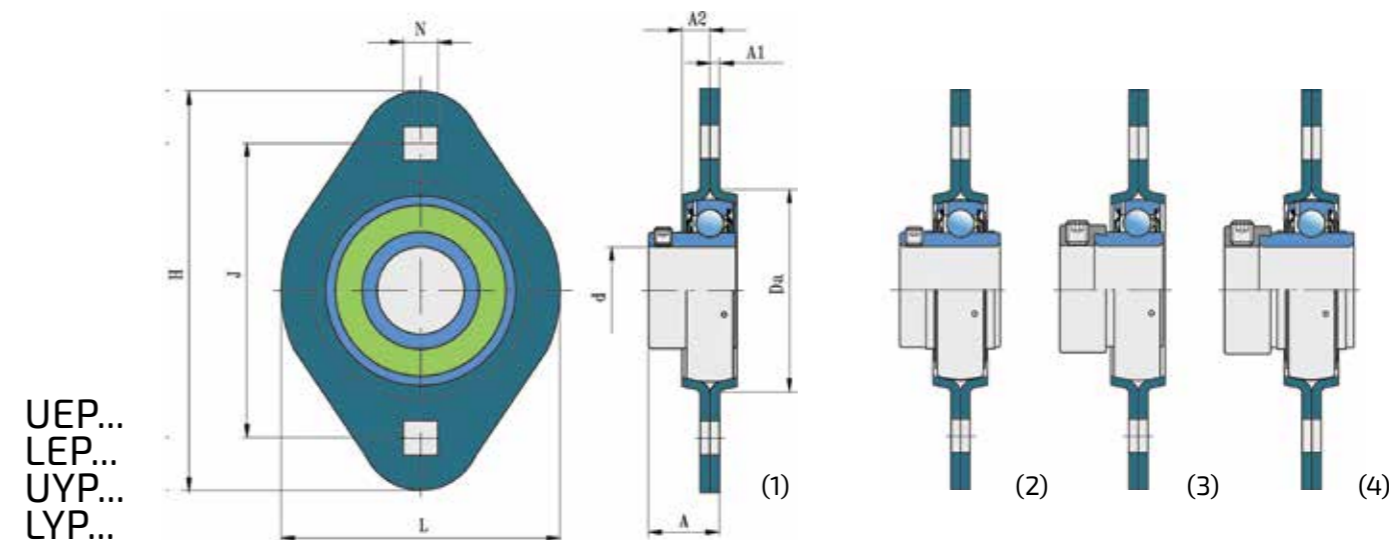 N
H
J
L
A2
A1
d
Da
A
(1)
(2)
(3)
(4)
UEP...
LEP...
UYP...
LYP...